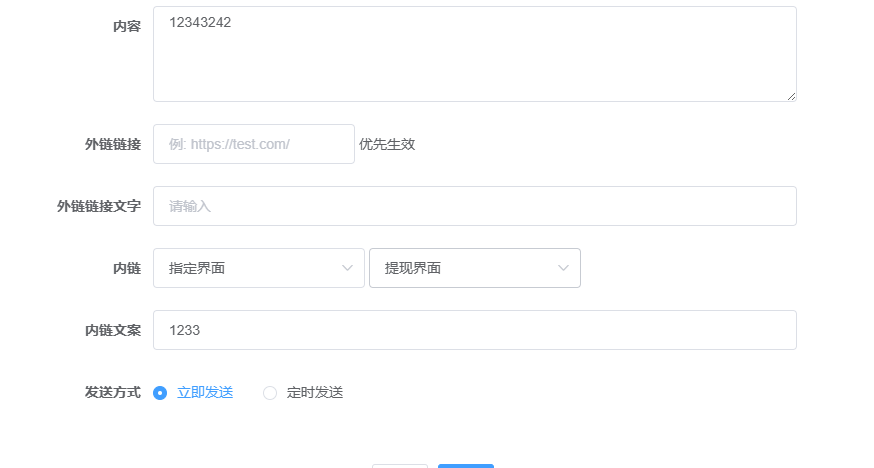 内容 12343242
外链链接 例: https://test.com/ 优先生效
外链链接文字 请输入
内链 指定界面 提现界面
内链文案 1233
发送方式 立即发送 定时发送